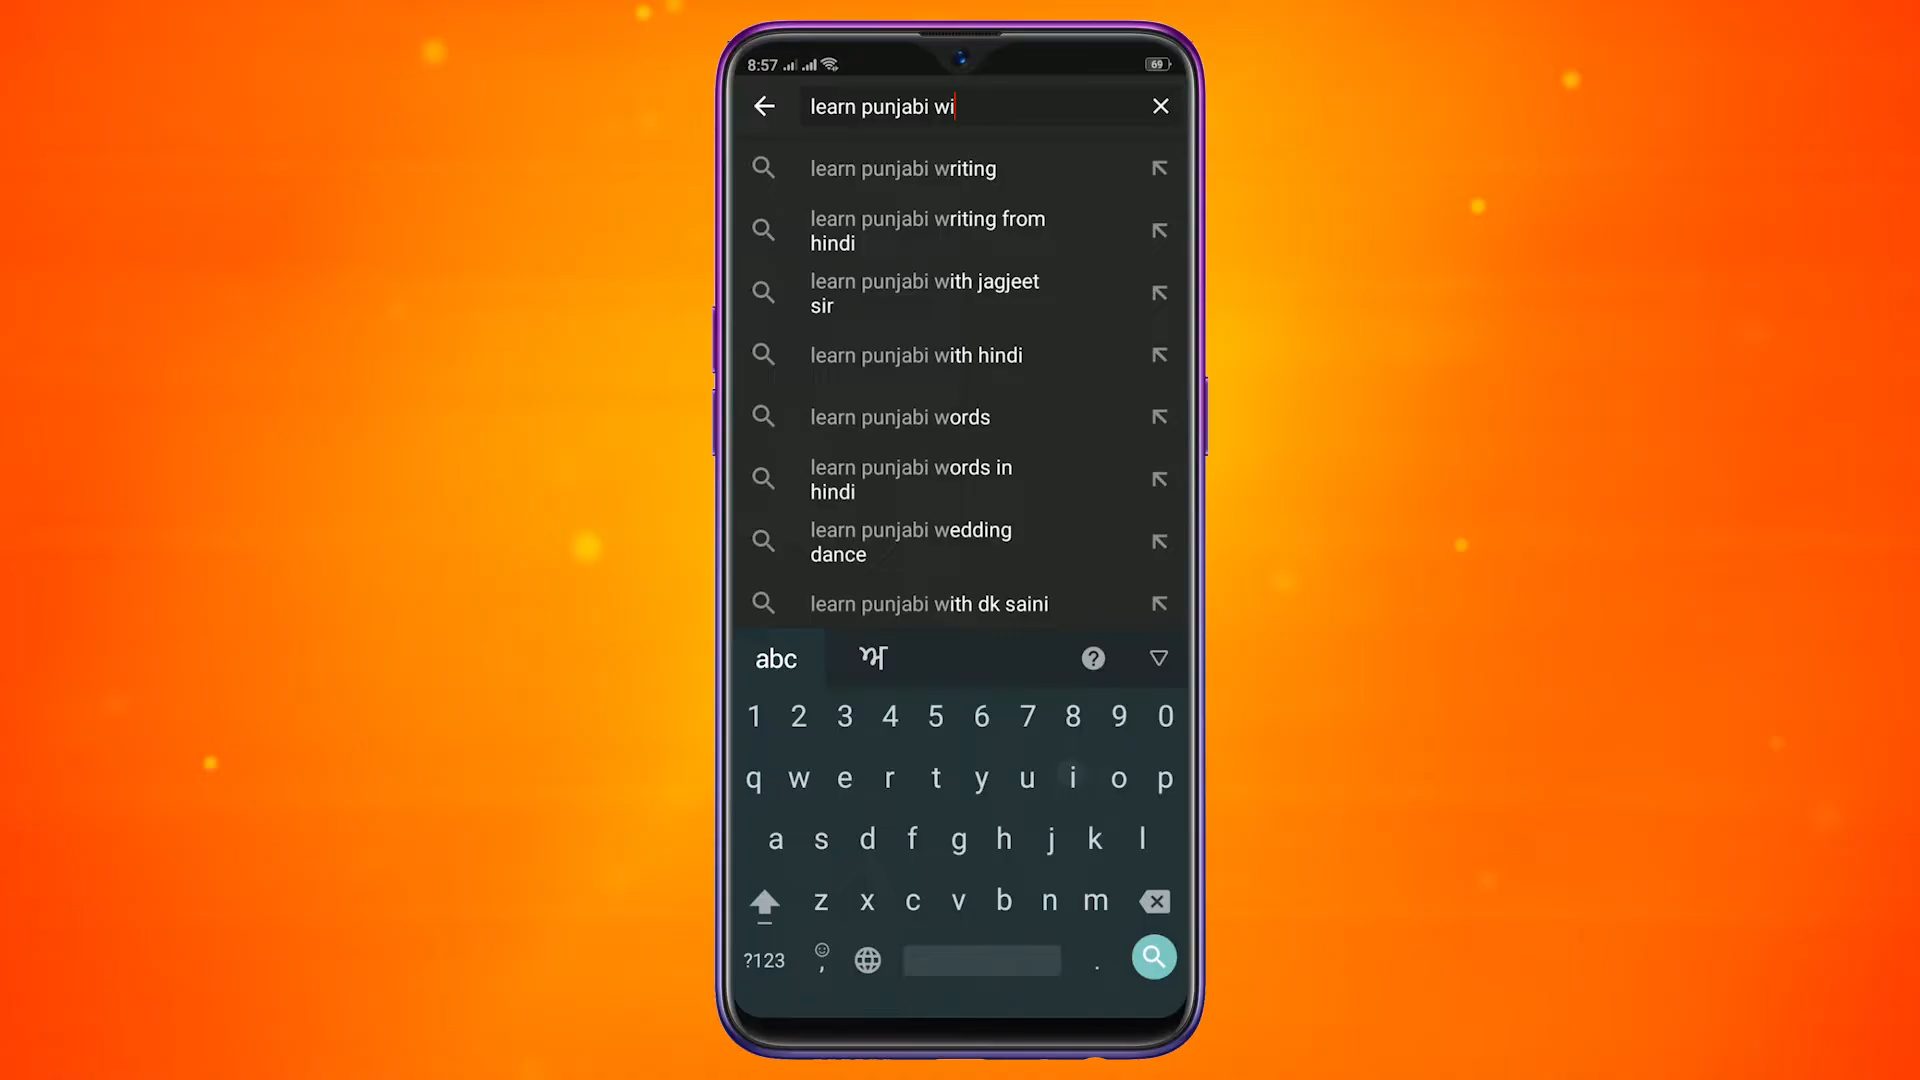 8:57
69
learn punjabi wi
learn punjabi writing
learn punjabi writing from
hindi
learn punjabi with jagjeet
sir
learn punjabi with hindi
learn punjabi words
learn punjabi words in
hindi
learn punjabi wedding
dance
learn punjabi with dk saini
abc ਅ ?
1 2 3 4 5 6 7 8 9 0
q w e r t y u i o p
a s d f g h j k l
z x c v b n m
?123 , .